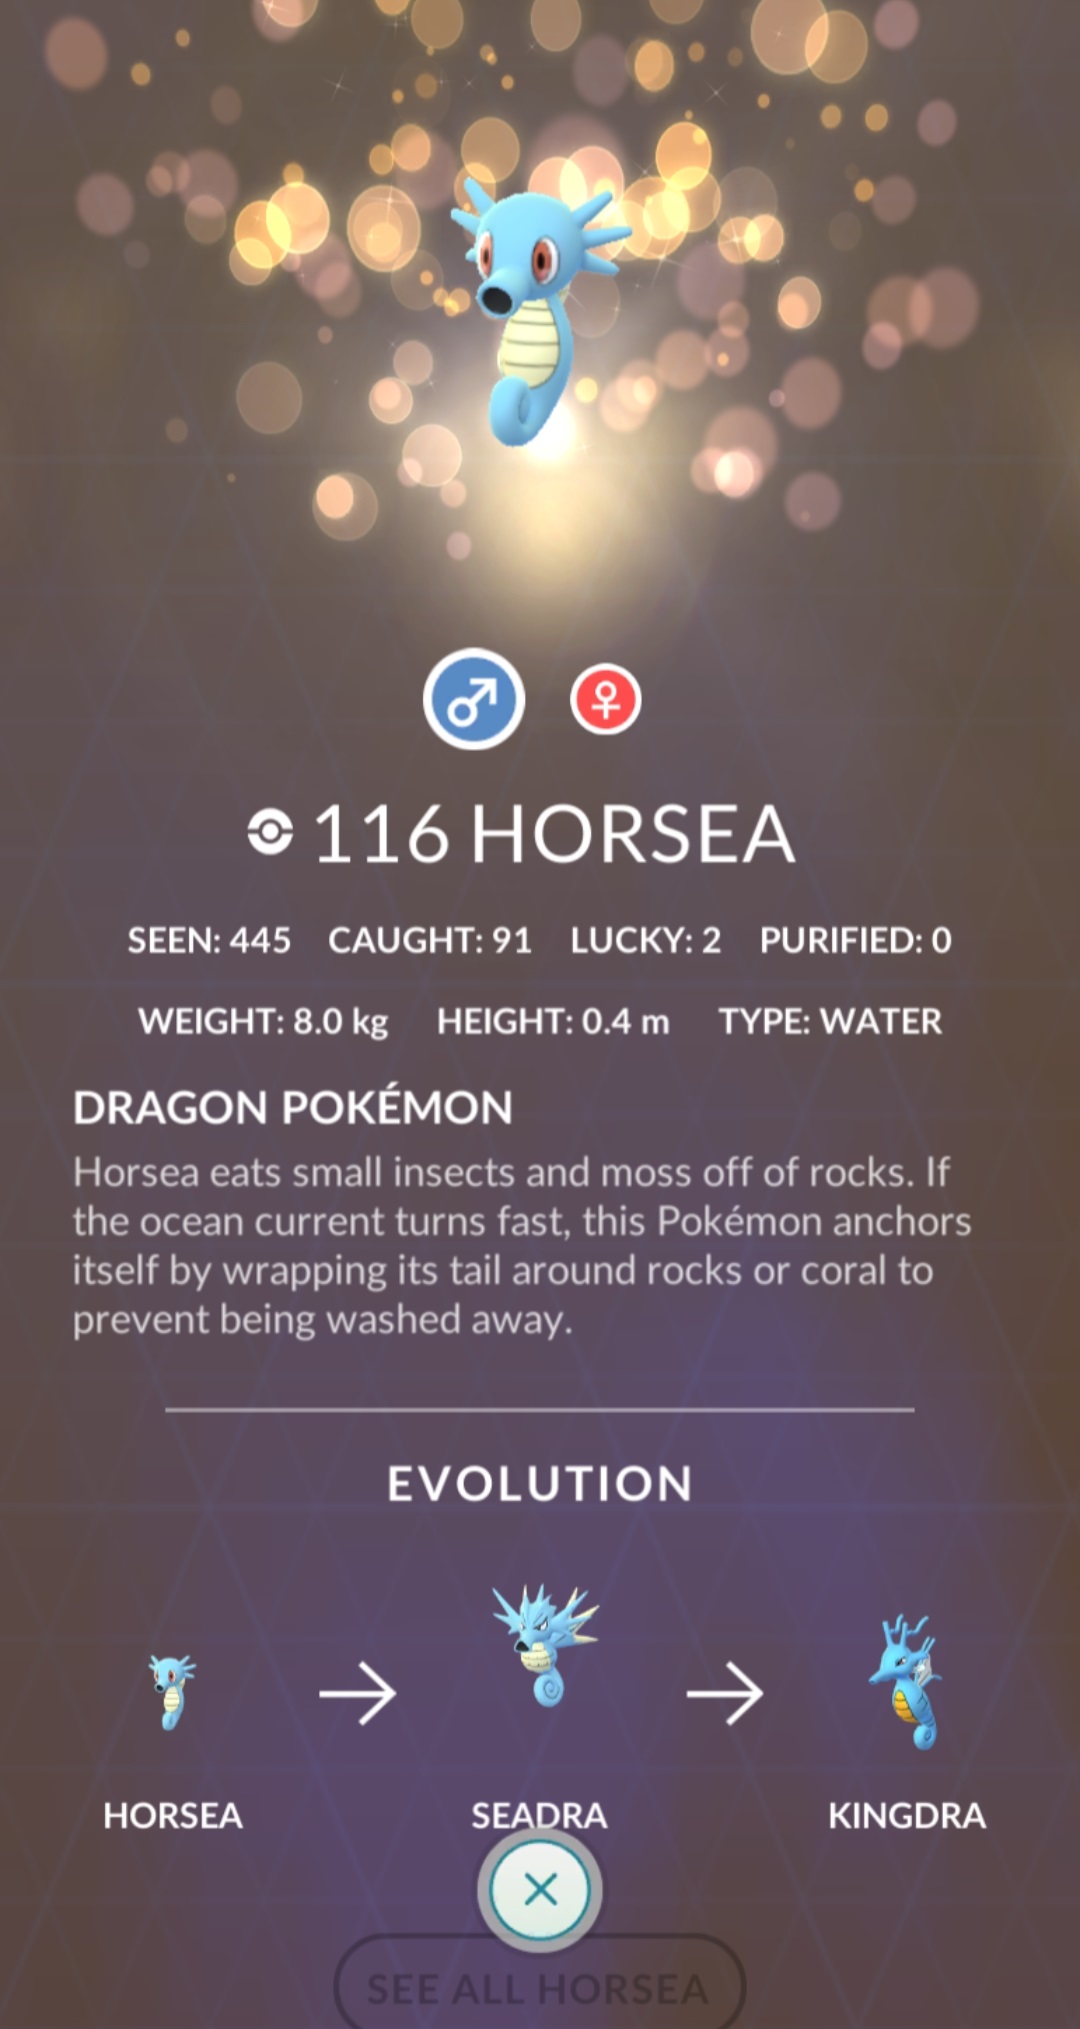 116 HORSEA
SEEN: 445 CAUGHT: 91 LUCKY: 2 PURIFIED: 0
WEIGHT: 8.0 kg HEIGHT: 0.4 m TYPE: WATER
DRAGON POKÉMON
Horsea eats small insects and moss off of rocks. If
the ocean current turns fast, this Pokémon anchors
itself by wrapping its tail around rocks or coral to
prevent being washed away.
EVOLUTION
HORSEA SEADRA KINGDRA
SEE ALL HORSEA